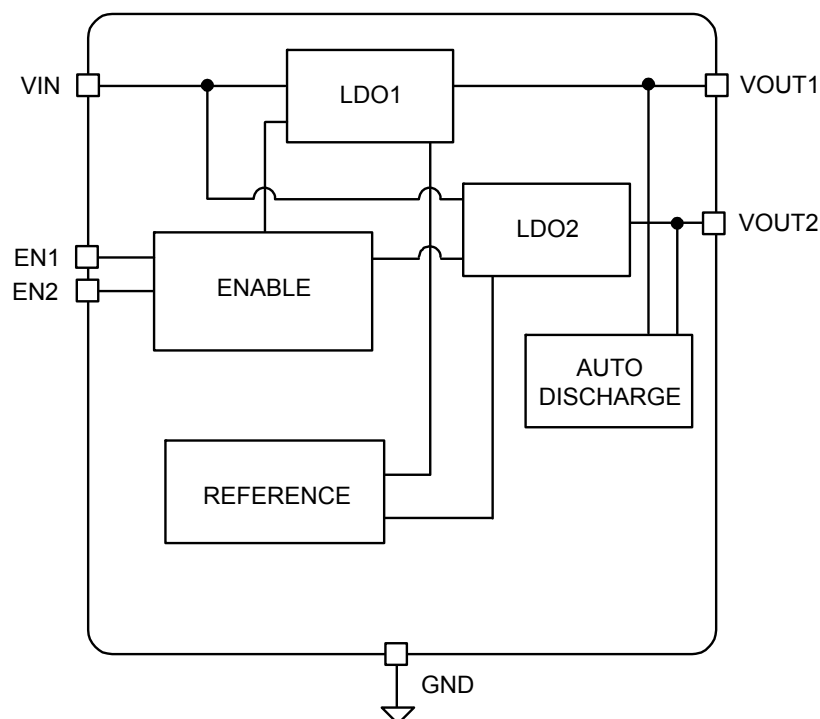 VIN
LDO1
VOUT1
LDO2
VOUT2
EN1
EN2
ENABLE
AUTO
DISCHARGE
REFERENCE
GND